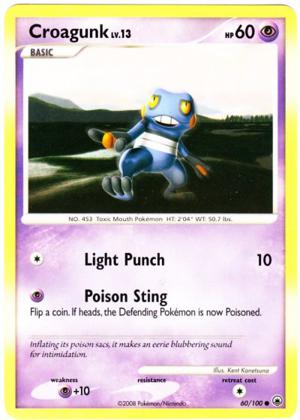 Croagunk LV.13 HP 60
BASIC
NO. 453 Toxic Mouth Pokémon HT: 2'04" WT: 50.7 lbs.
Light Punch 10
Poison Sting
Flip a coin. If heads, the Defending Pokémon is now Poisoned.
Inflating its poison sacs, it makes an eerie blubbering sound
for intimidation.
Illus. Kent Kanetsuna
weakness resistance retreat cost
+10
©2008 Pokémon/Nintendo 60/100